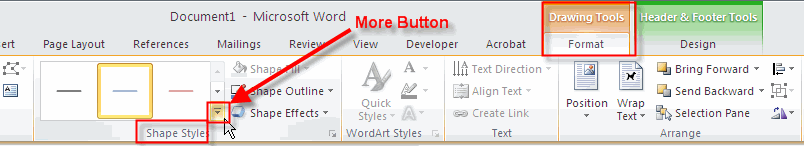 Document1 - Microsoft Word
Drawing Tools
Header & Footer Tools
More Button
Page Layout
References
Mailings
Review
View
Developer
Acrobat
Format
Design
Shape Fill
Shape Outline
Shape Effects
Shape Styles
Quick
Styles
WordArt Styles
Text Direction
Align Text
Create Link
Text
Position
Wrap
Text
Bring Forward
Send Backward
Selection Pane
Arrange